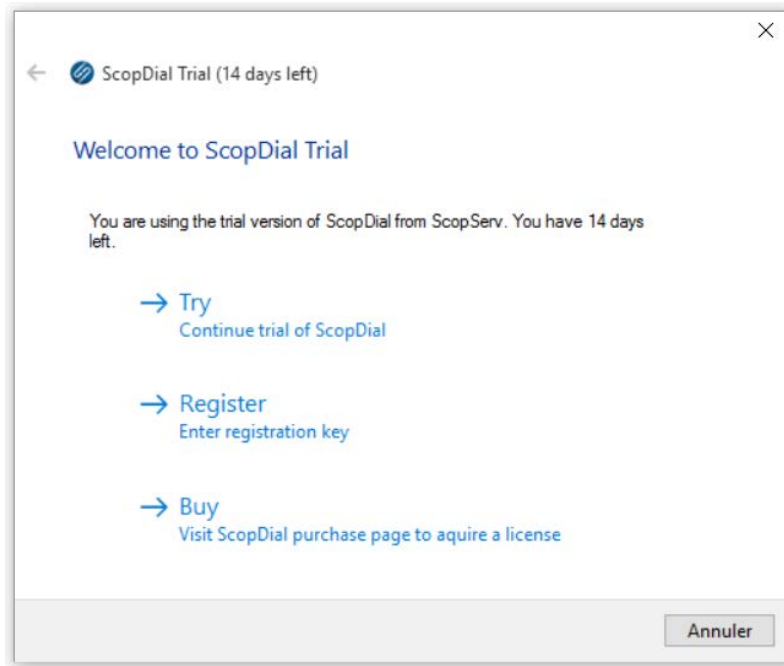 ScopDial Trial (14 days left)
Welcome to ScopDial Trial
You are using the trial version of ScopDial from ScopServ. You have 14 days
left.
Try
Continue trial of ScopDial
Register
Enter registration key
Buy
Visit ScopDial purchase page to aquire a license
Annuler